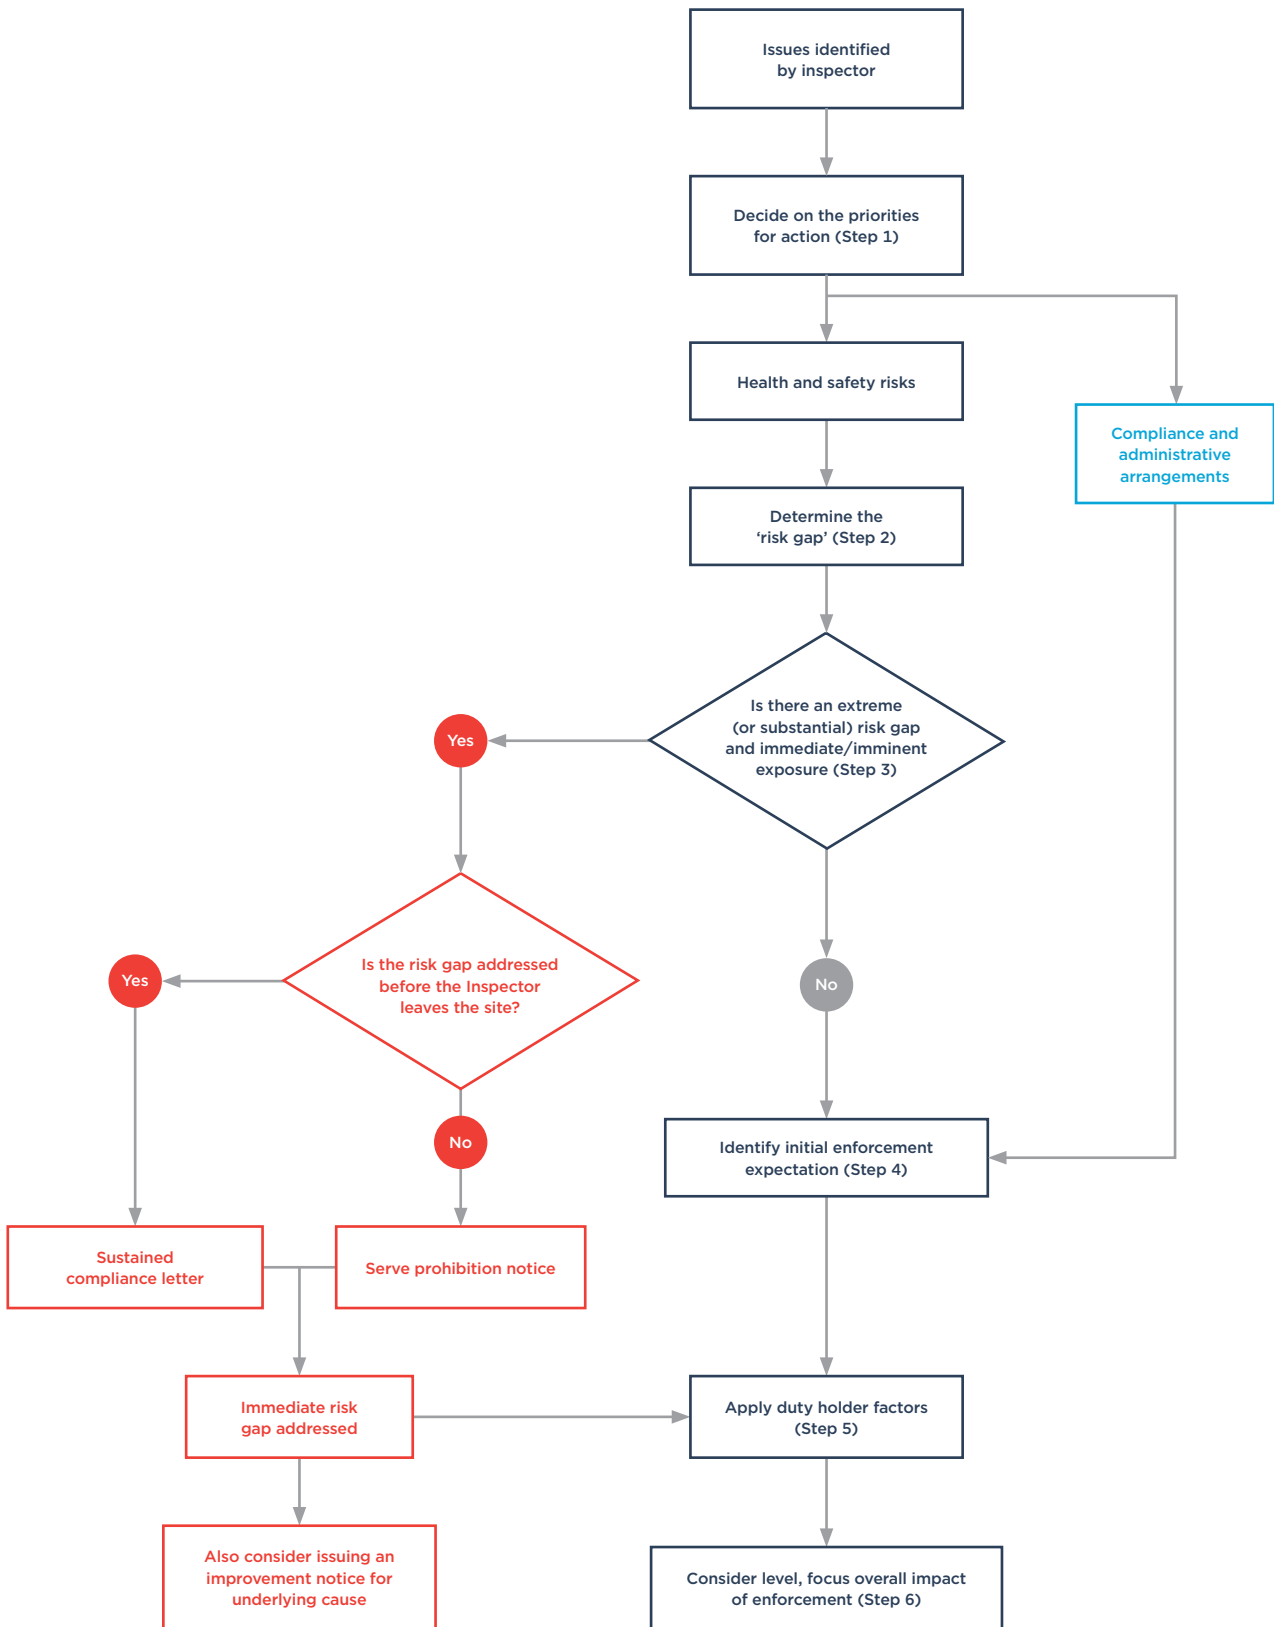 Issues identified
by inspector
Decide on the priorities
for action (Step 1)
Health and safety risks
Compliance and
administrative
arrangements
Determine the
‘risk gap’ (Step 2)
Is there an extreme
(or substantial) risk gap
and immediate/imminent
exposure (Step 3)
Yes
Is the risk gap addressed
before the Inspector
leaves the site?
Yes
No
No
Identify initial enforcement
expectation (Step 4)
Sustained
compliance letter
Serve prohibition notice
Immediate risk
gap addressed
Apply duty holder factors
(Step 5)
Also consider issuing an
improvement notice for
underlying cause
Consider level, focus overall impact
of enforcement (Step 6)